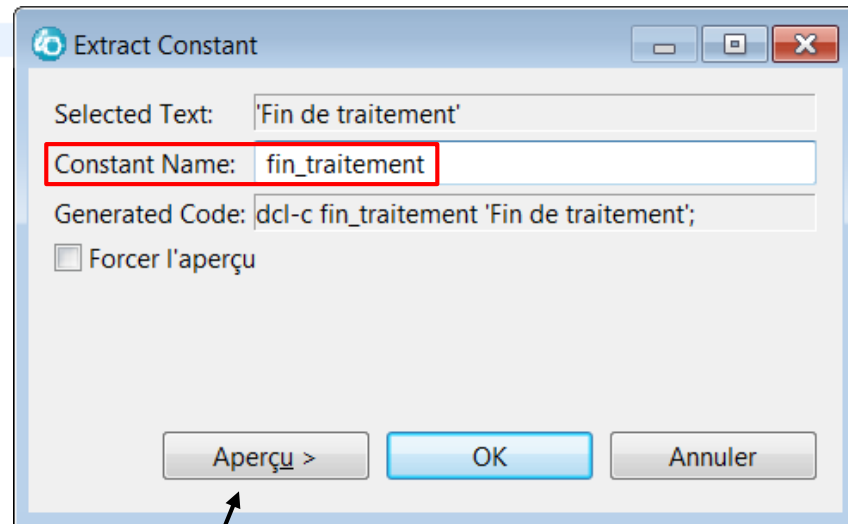 Extract Constant
Selected Text: 'Fin de traitement'
Constant Name: fin_traitement
Generated Code: dcl-c fin_traitement 'Fin de traitement';
Forcer l'aperçu
Aperçu > OK Annuler